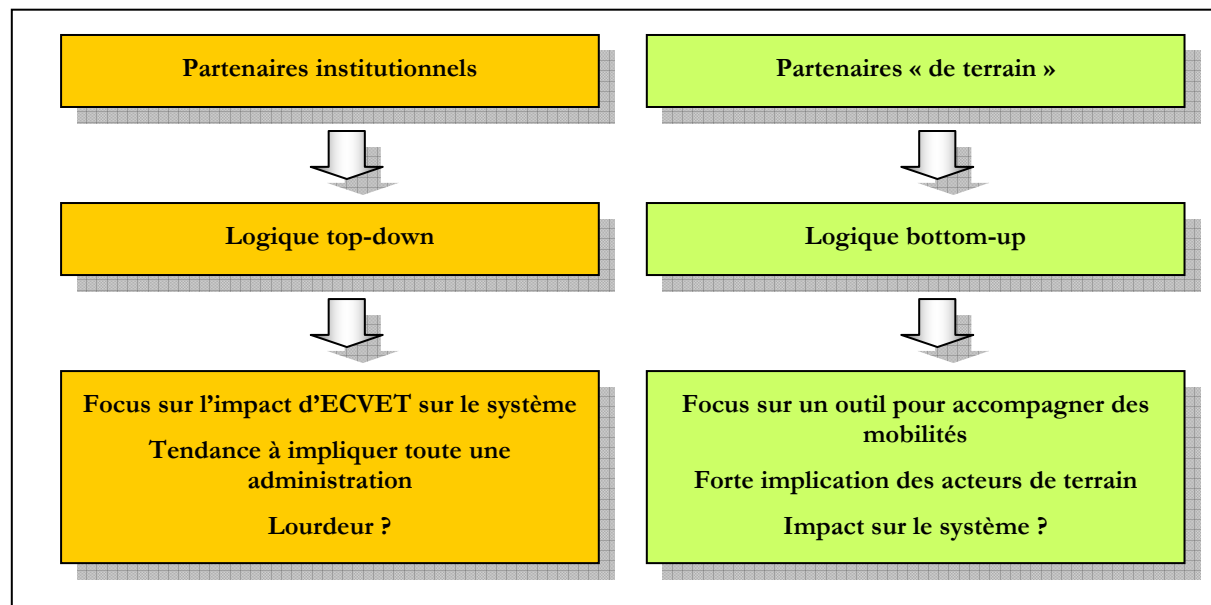 Partenaires institutionnels
Logique top-down
Focus sur l’impact d’ECVET sur le système
Tendance à impliquer toute une
administration
Lourdeur ?
Partenaires « de terrain »
Logique bottom-up
Focus sur un outil pour accompagner des
mobilités
Forte implication des acteurs de terrain
Impact sur le système ?